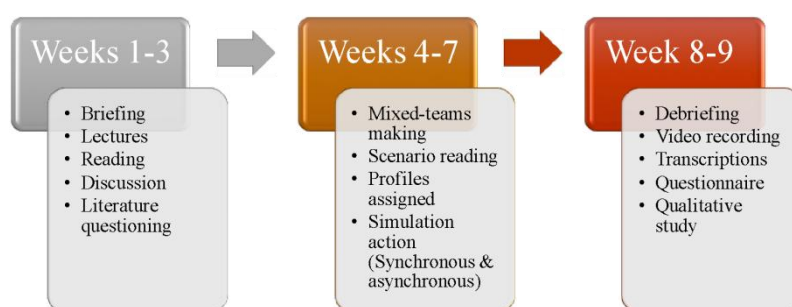 Weeks 1-3
• Briefing
• Lectures
• Reading
• Discussion
• Literature
questioning
Weeks 4-7
• Mixed-teams
making
• Scenario reading
• Profiles
assigned
• Simulation
action
(Synchronous &
asynchronous)
Week 8-9
• Debriefing
• Video recording
• Transcriptions
• Questionnaire
• Qualitative
study